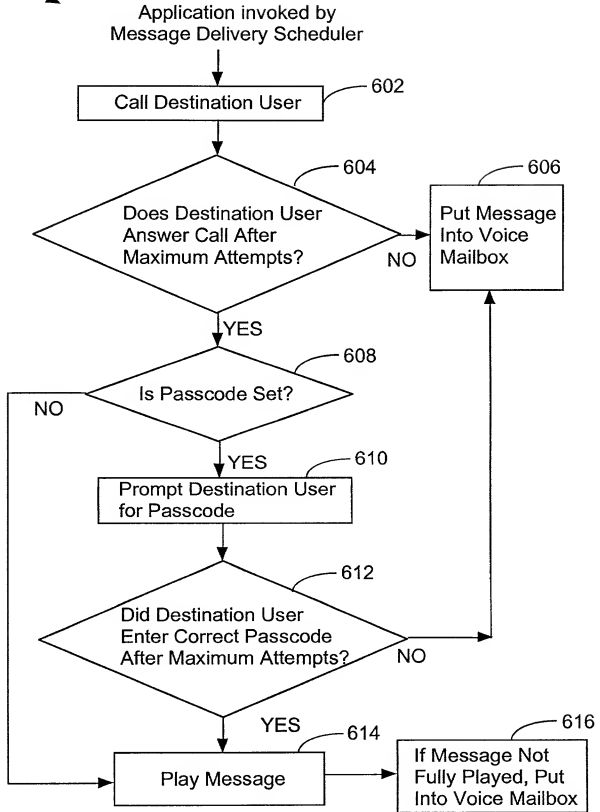 Application invoked by
Message Delivery Scheduler
602
Call Destination User
604
Does Destination User
Answer Call After
Maximum Attempts?
NO
606
Put Message
Into Voice
Mailbox
YES
608
Is Passcode Set?
NO
YES
610
Prompt Destination User
for Passcode
612
Did Destination User
Enter Correct Passcode
After Maximum Attempts?
NO
YES
614
Play Message
616
If Message Not
Fully Played, Put
Into Voice Mailbox